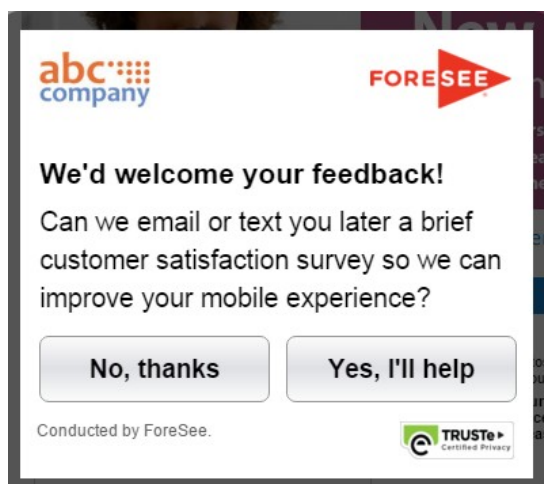 New
abc
company
FORESEE
We'd welcome your feedback!
Can we email or text you later a brief
customer satisfaction survey so we can
improve your mobile experience?
No, thanks
Yes, I'll help
Conducted by ForeSee.
TRUSTe
Certified Privacy